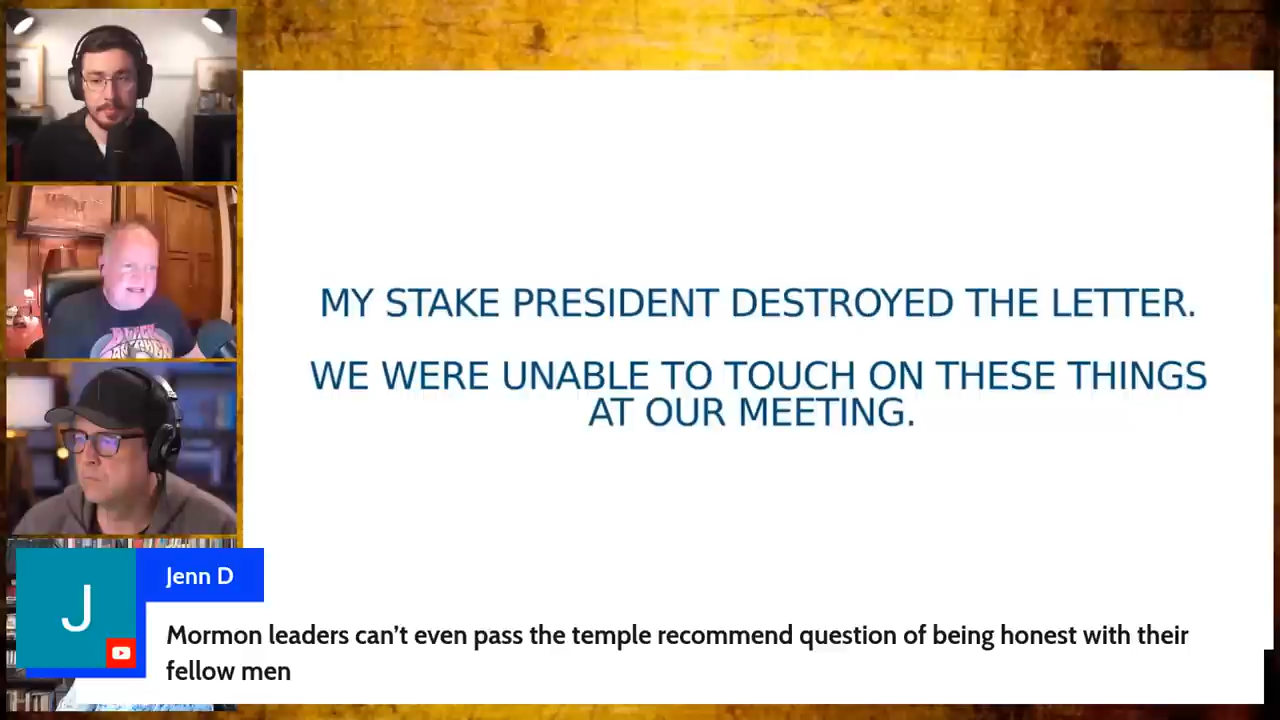 MY STAKE PRESIDENT DESTROYED THE LETTER.
WE WERE UNABLE TO TOUCH ON THESE THINGS
AT OUR MEETING.
J
Jenn D
Mormon leaders can't even pass the temple recommend question of being honest with their
fellow men